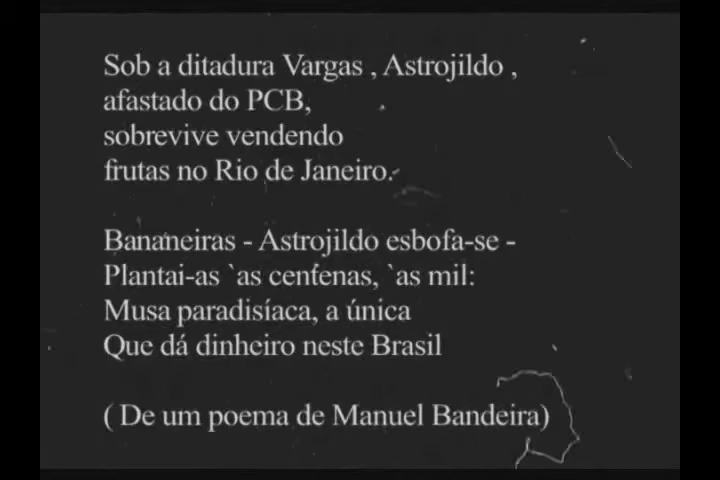 Sob a ditadura Vargas , Astrojildo ,
afastado do PCB,
sobrevive vendendo
frutas no Rio de Janeiro.
Bananeiras - Astrojildo esbofa-se -
Plantai-as `as centenas, `as mil:
Musa paradisíaca, a única
Que dá dinheiro neste Brasil
( De um poema de Manuel Bandeira)